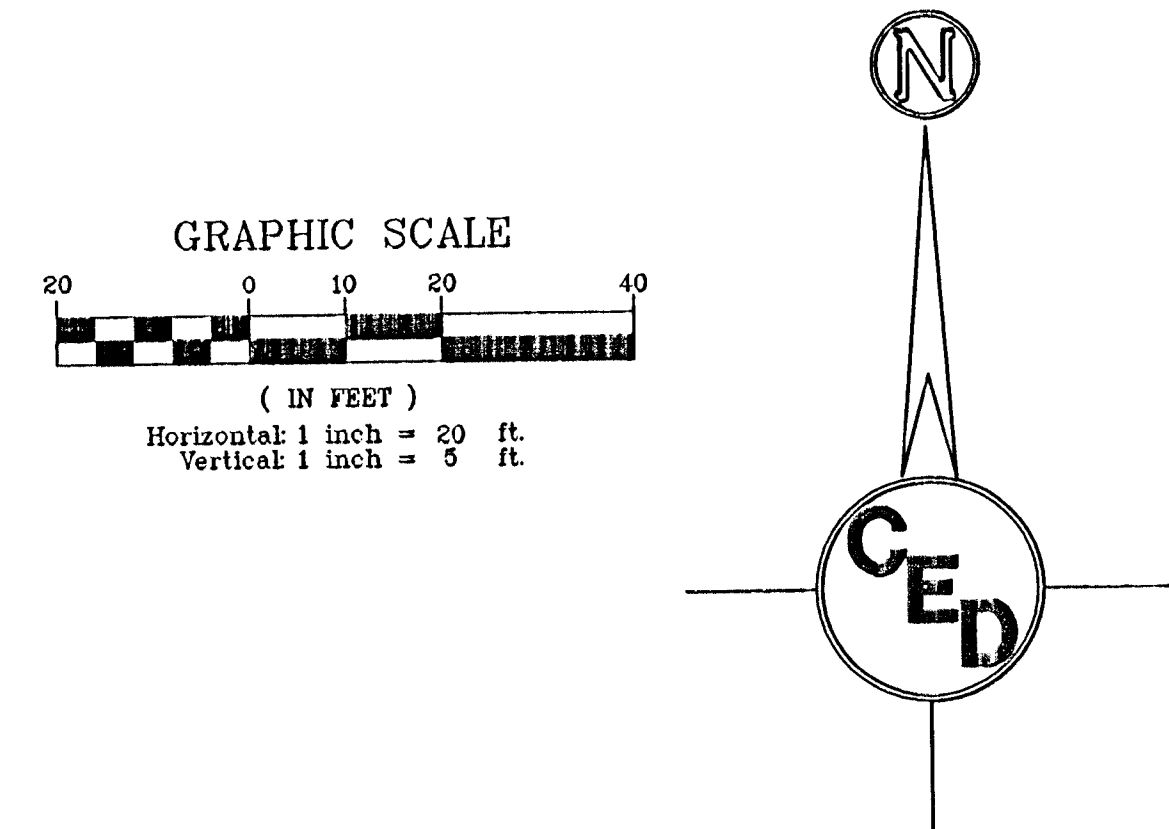 N
GRAPHIC SCALE
20 0 10 20 40
( IN FEET )
Horizontal: 1 inch = 20 ft.
Vertical: 1 inch = 5 ft.
CED